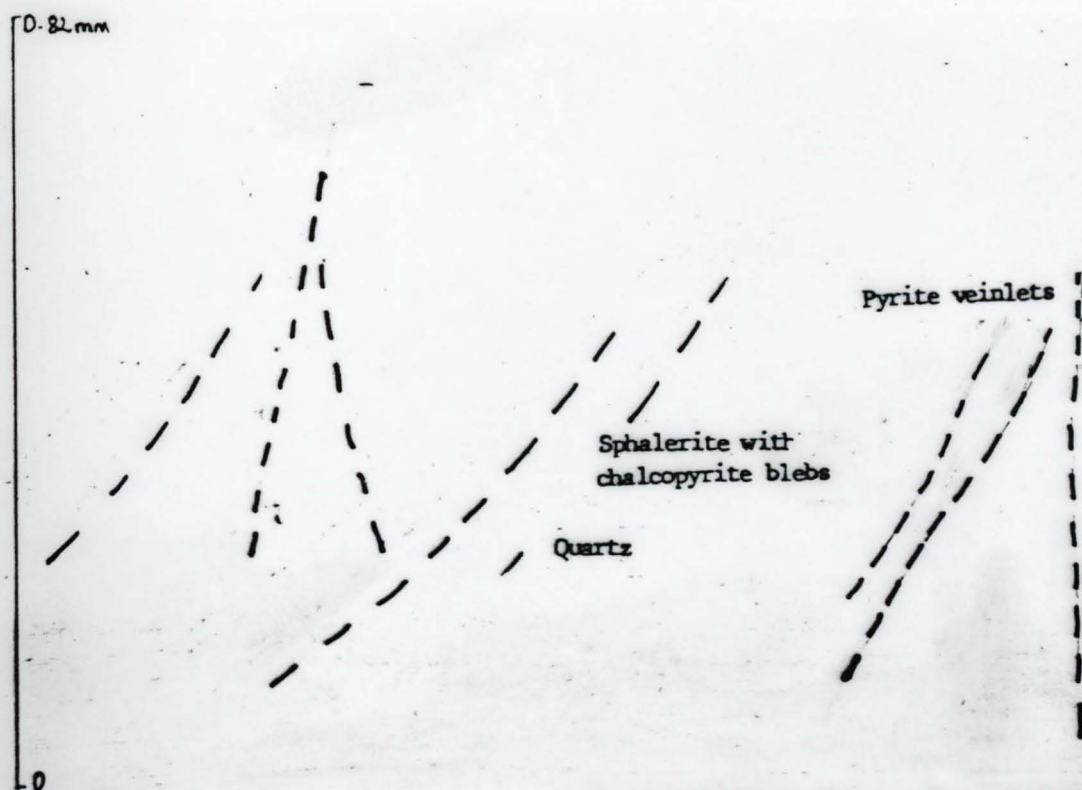 0.82mm
Pyrite veinlets
Sphalerite with
chalcopyrite blebs
Quartz
0